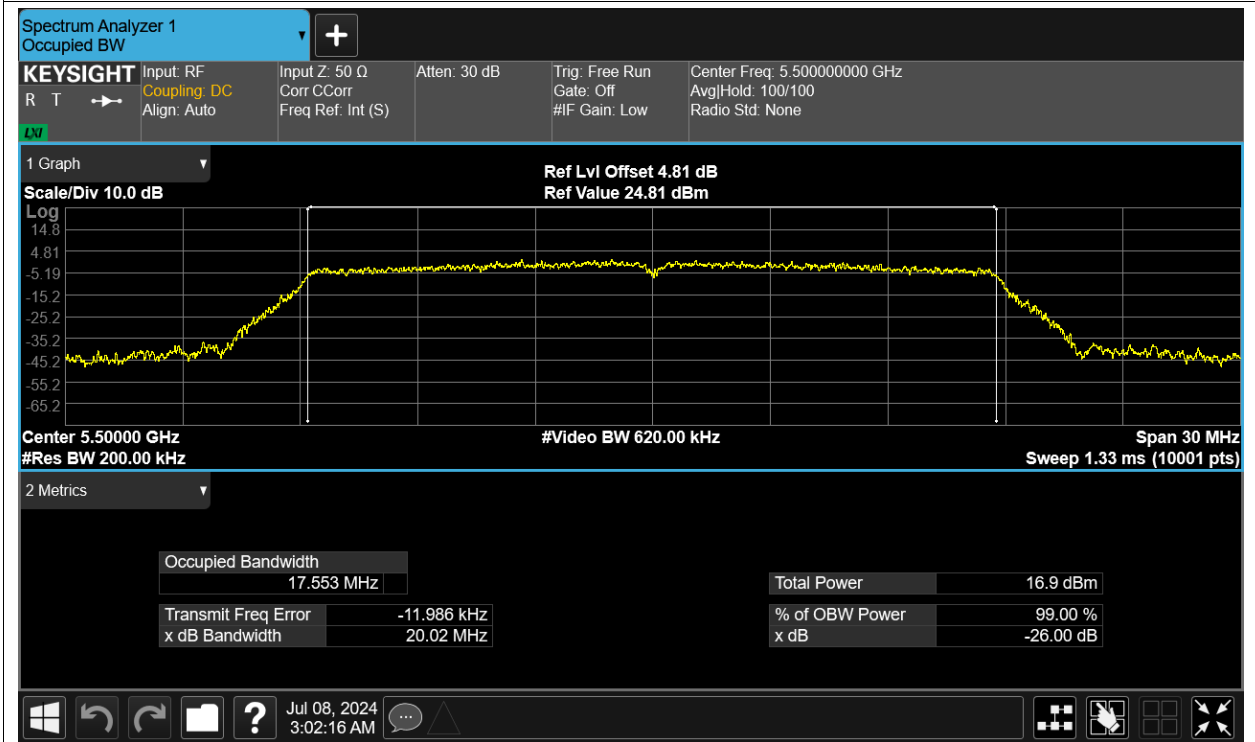 Spectrum Analyzer 1
Occupied BW
KEYSIGHT
R T
LXI
Input: RF
Coupling: DC
Align: Auto
Input Z: 50 Ω
Corr CCorr
Freq Ref: Int (S)
Atten: 30 dB
Trig: Free Run
Gate: Off
#IF Gain: Low
Center Freq: 5.500000000 GHz
Avg|Hold: 100/100
Radio Std: None
1 Graph
Scale/Div 10.0 dB
Ref Lvl Offset 4.81 dB
Ref Value 24.81 dBm
Log
14.8
4.81
-5.19
-15.2
-25.2
-35.2
-45.2
-55.2
-65.2
Center 5.50000 GHz
#Res BW 200.00 kHz
#Video BW 620.00 kHz
Span 30 MHz
Sweep 1.33 ms (10001 pts)
2 Metrics
Occupied Bandwidth
17.553 MHz
Transmit Freq Error -11.986 kHz
x dB Bandwidth 20.02 MHz
Total Power 16.9 dBm
% of OBW Power 99.00 %
x dB -26.00 dB
?
Jul 08, 2024
3:02:16 AM